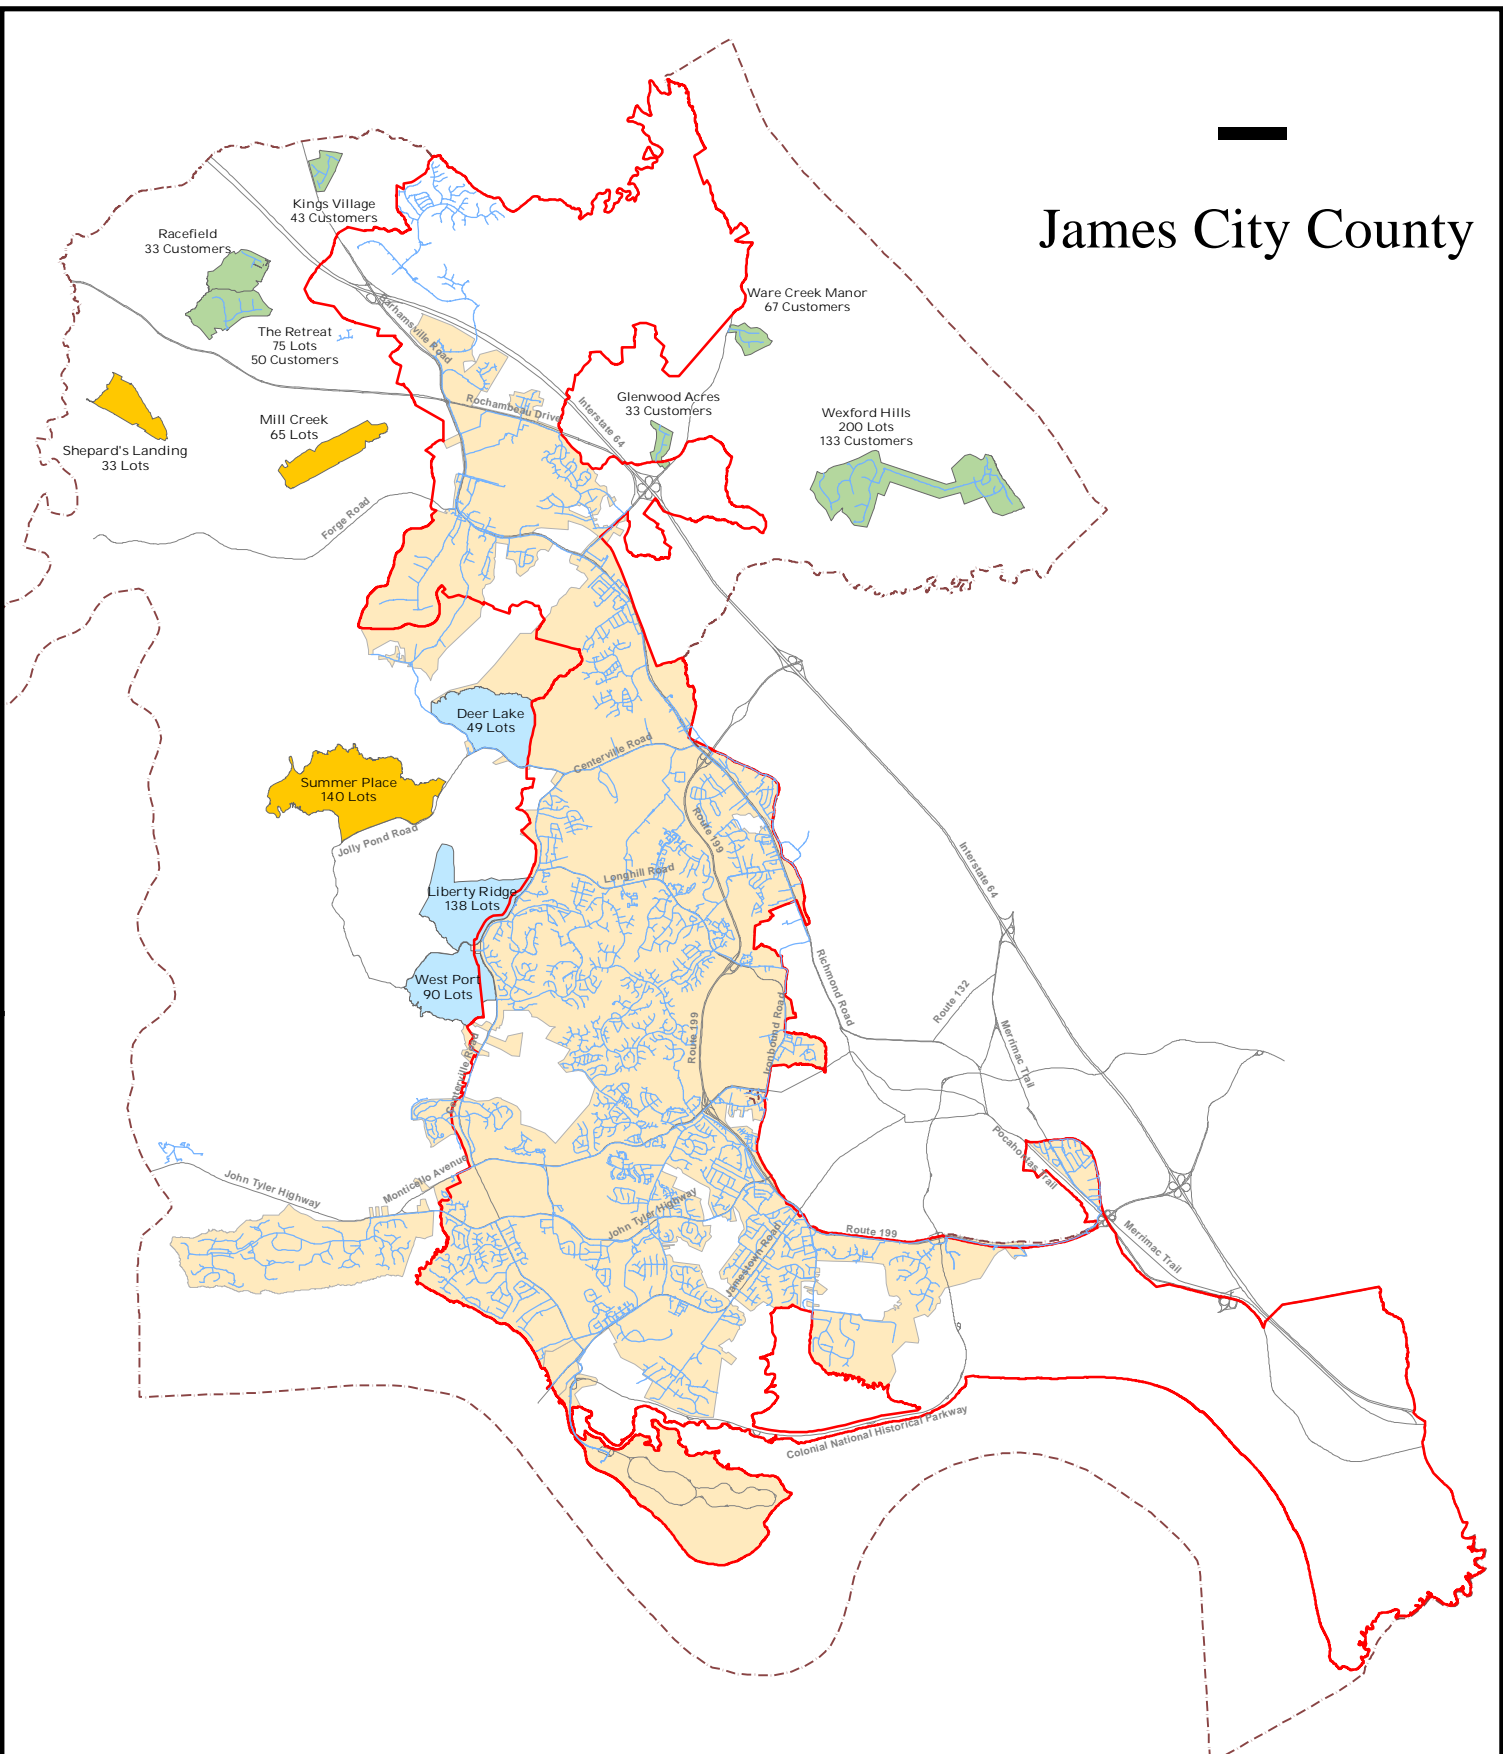 James City County
Kings Village
43 Customers
Racefield
33 Customers
The Retreat
75 Lots
50 Customers
Barhamsville Road
Ware Creek Manor
67 Customers
Rochambeau Drive
Interstate 64
Glenwood Acres
33 Customers
Wexford Hills
200 Lots
133 Customers
Mill Creek
65 Lots
Shepard's Landing
33 Lots
Forge Road
Deer Lake
49 Lots
Centerville Road
Summer Place
140 Lots
Jolly Pond Road
Route 199
Longhill Road
Liberty Ridge
138 Lots
Interstate 64
West Port
90 Lots
Richmond Road
Route 132
Route 199
Ironbound Road
Merrimac Trail
Centerville Road
Pocahontas Trail
Monticello Avenue
John Tyler Highway
John Tyler Highway
Jamestown Road
Route 199
Merrimac Trail
Colonial National Historical Parkway